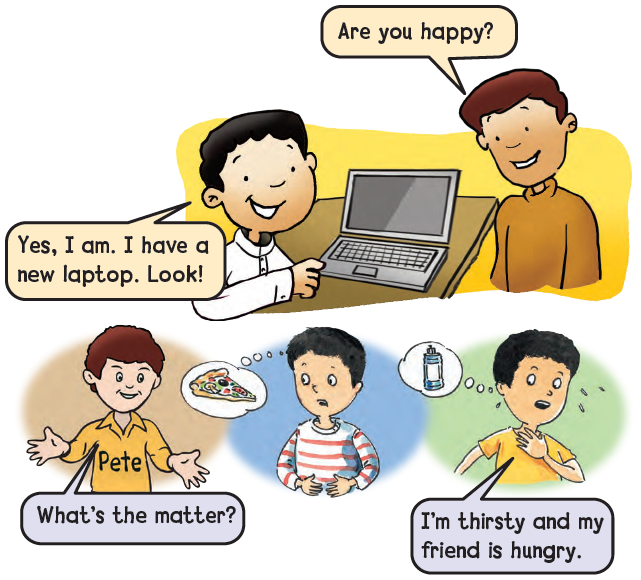 Are you happy?
Yes, I am. I have a
new laptop. Look!
Pete
What's the matter?
I'm thirsty and my
friend is hungry.